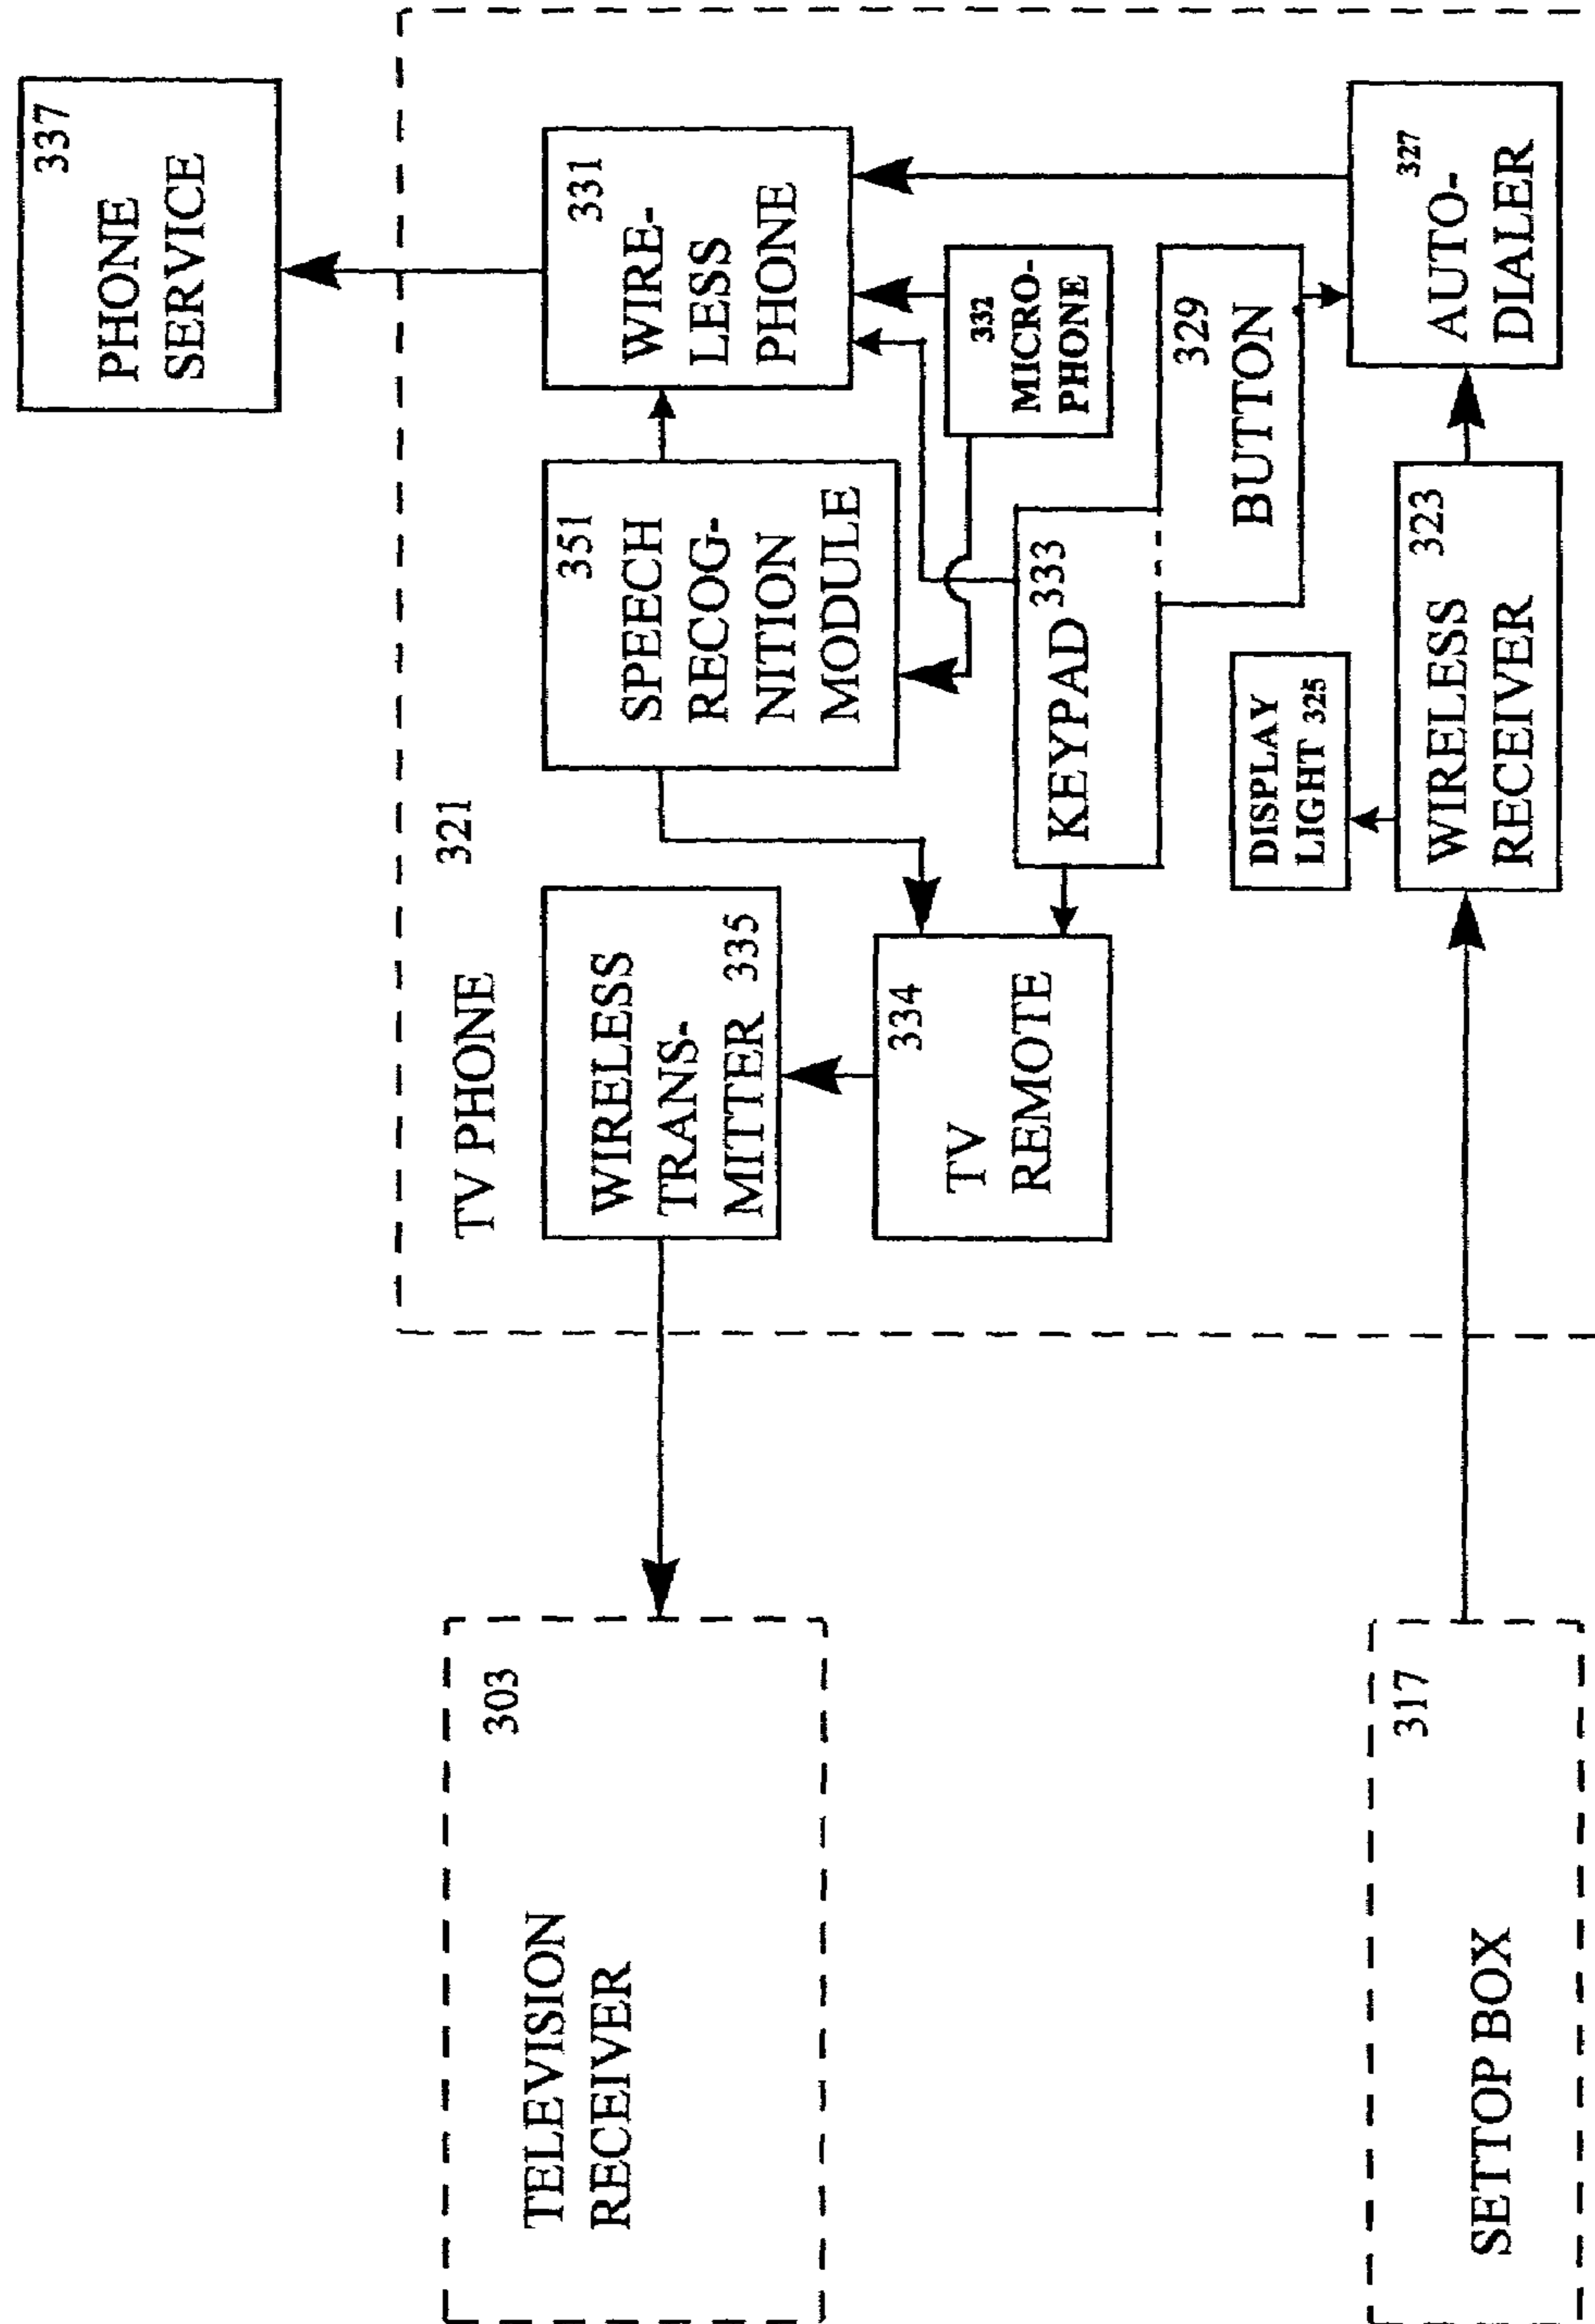 337
PHONE
SERVICE
TV PHONE 321
WIRELESS
TRANS-
MITTER 335
351
SPEECH
RECOG-
NITION
MODULE
331
WIRE-
LESS
PHONE
334
TV
REMOTE
KEYPAD 333
332
MICRO-
PHONE
329
BUTTON
DISPLAY
LIGHT 325
323
WIRELESS
RECEIVER
327
AUTO-
DIALER
303
TELEVISION
RECEIVER
317
SETTOP BOX